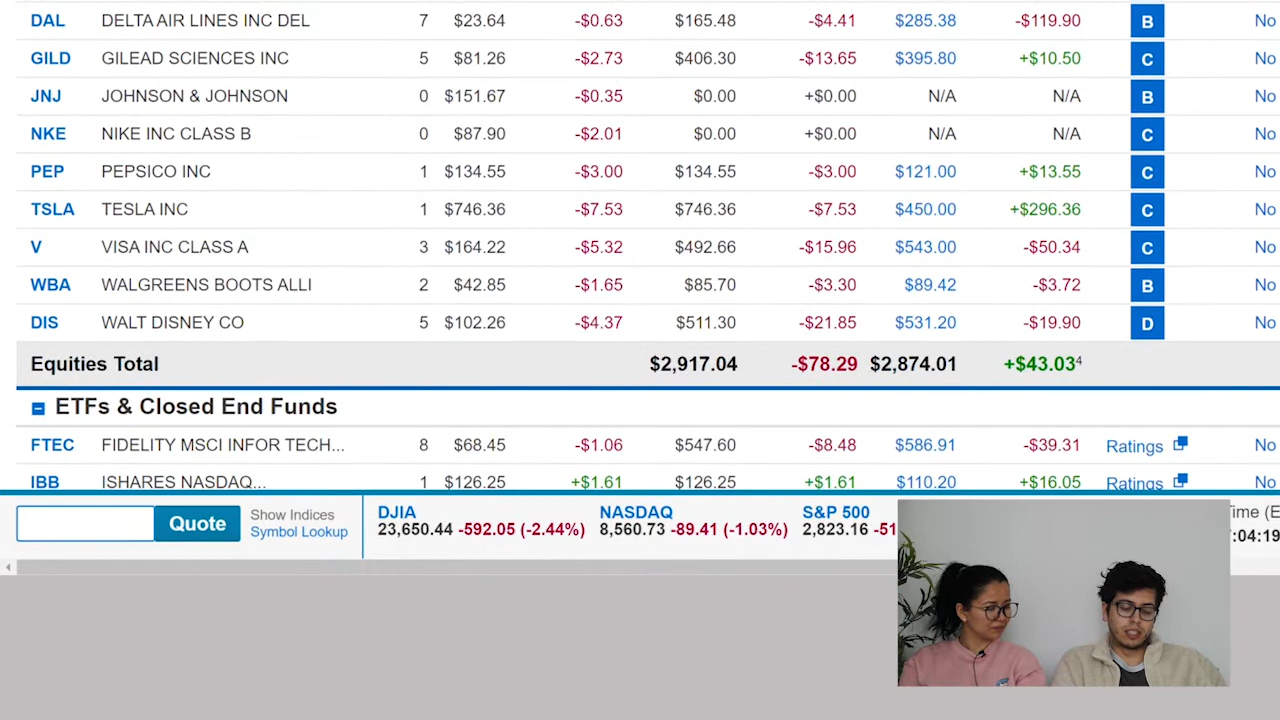 DAL DELTA AIR LINES INC DEL 7 $23.64 -$0.63 $165.48 -$4.41 $285.38 -$119.90 B No
GILD GILEAD SCIENCES INC 5 $81.26 -$2.73 $406.30 -$13.65 $395.80 +$10.50 C No
JNJ JOHNSON & JOHNSON 0 $151.67 -$0.35 $0.00 +$0.00 N/A N/A B No
NKE NIKE INC CLASS B 0 $87.90 -$2.01 $0.00 +$0.00 N/A N/A C No
PEP PEPSICO INC 1 $134.55 -$3.00 $134.55 -$3.00 $121.00 +$13.55 C No
TSLA TESLA INC 1 $746.36 -$7.53 $746.36 -$7.53 $450.00 +$296.36 C No
V VISA INC CLASS A 3 $164.22 -$5.32 $492.66 -$15.96 $543.00 -$50.34 C No
WBA WALGREENS BOOTS ALLI 2 $42.85 -$1.65 $85.70 -$3.30 $89.42 -$3.72 B No
DIS WALT DISNEY CO 5 $102.26 -$4.37 $511.30 -$21.85 $531.20 -$19.90 D No
Equities Total $2,917.04 -$78.29 $2,874.01 +$43.03⁴
ETFs & Closed End Funds
FTEC FIDELITY MSCI INFOR TECH... 8 $68.45 -$1.06 $547.60 -$8.48 $586.91 -$39.31 Ratings No
IBB ISHARES NASDAQ... 1 $126.25 +$1.61 $126.25 +$1.61 $110.20 +$16.05 Ratings No
Quote Show Indices DJIA NASDAQ S&P 500 Time (E
Symbol Lookup 23,650.44 -592.05 (-2.44%) 8,560.73 -89.41 (-1.03%) 2,823.16 -51 :04:19